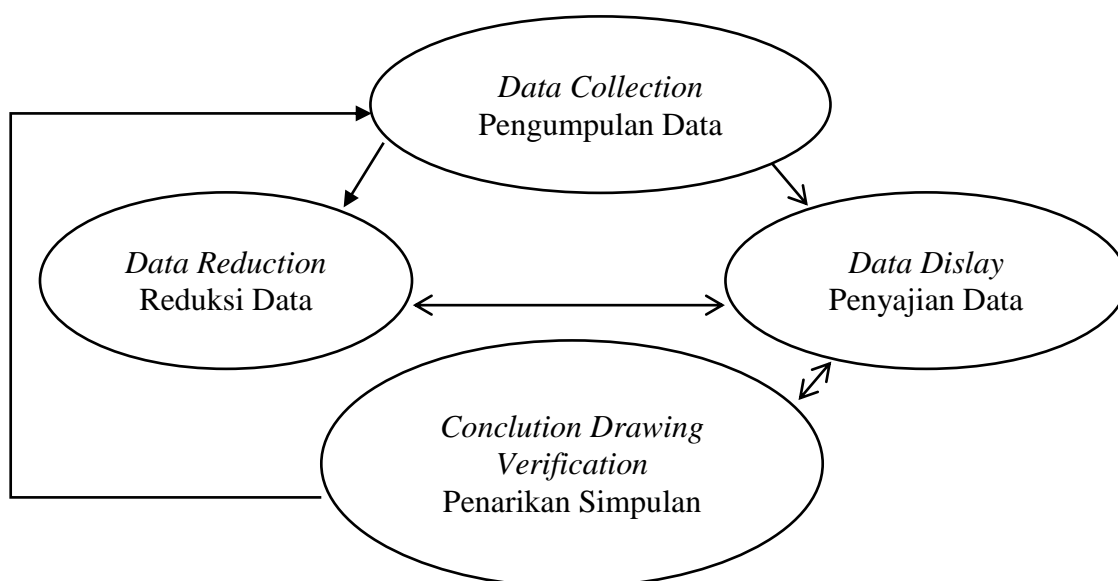 Data Collection
Pengumpulan Data
Data Reduction
Reduksi Data
Data Dislay
Penyajian Data
Conclution Drawing
Verification
Penarikan Simpulan